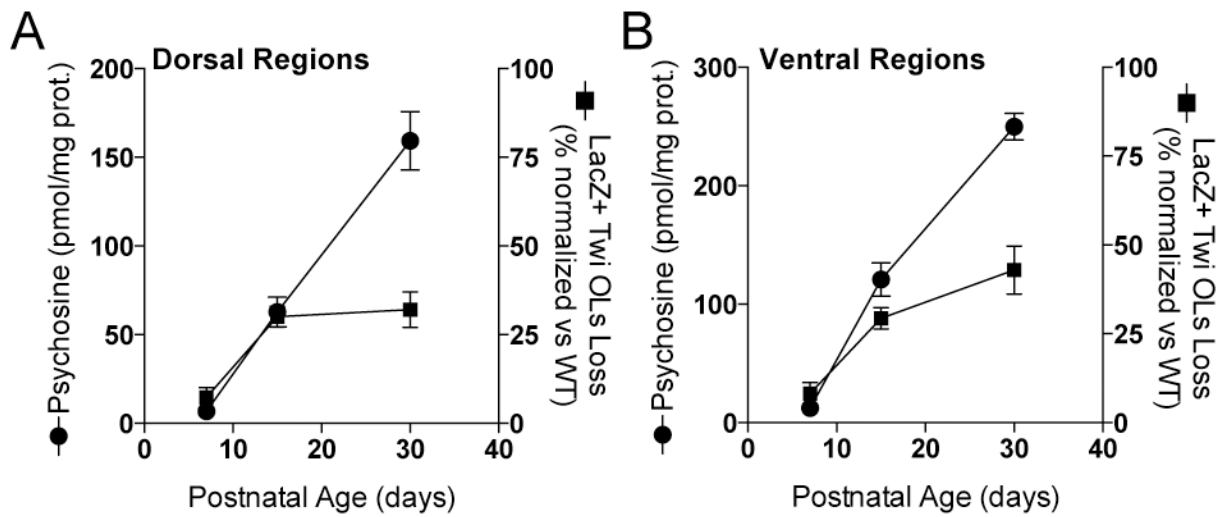 A
Dorsal Regions
Psychosine (pmol/mg prot.)
200
150
100
50
0
100
75
50
25
0
LacZ+ Twi OLs Loss
(% normalized vs WT)
0 10 20 30 40
Postnatal Age (days)
B
Ventral Regions
Psychosine (pmol/mg prot.)
300
200
100
0
100
75
50
25
0
LacZ+ Twi OLs Loss
(% normalized vs WT)
0 10 20 30 40
Postnatal Age (days)